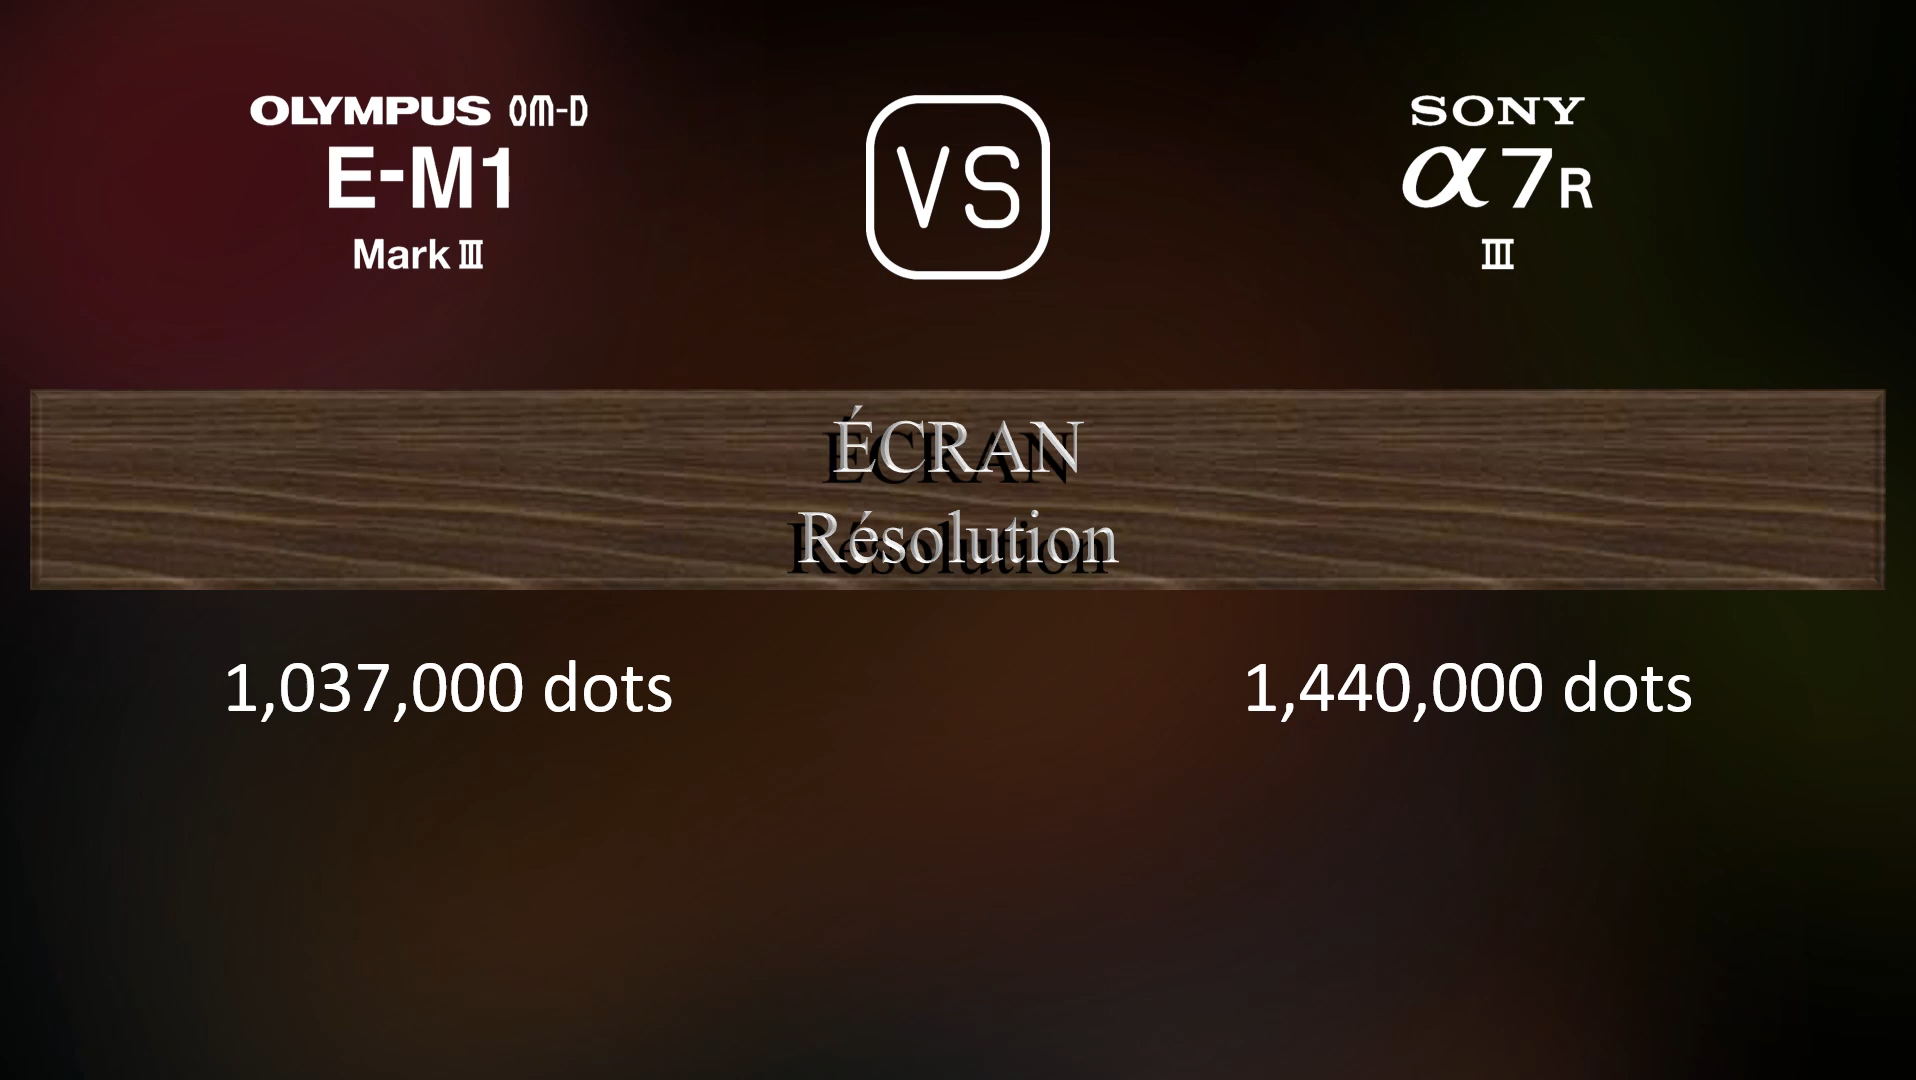 OLYMPUS OM-D
E-M1
Mark III
VS
SONY
α7R
III
ÉCRAN
Résolution
1,037,000 dots
1,440,000 dots